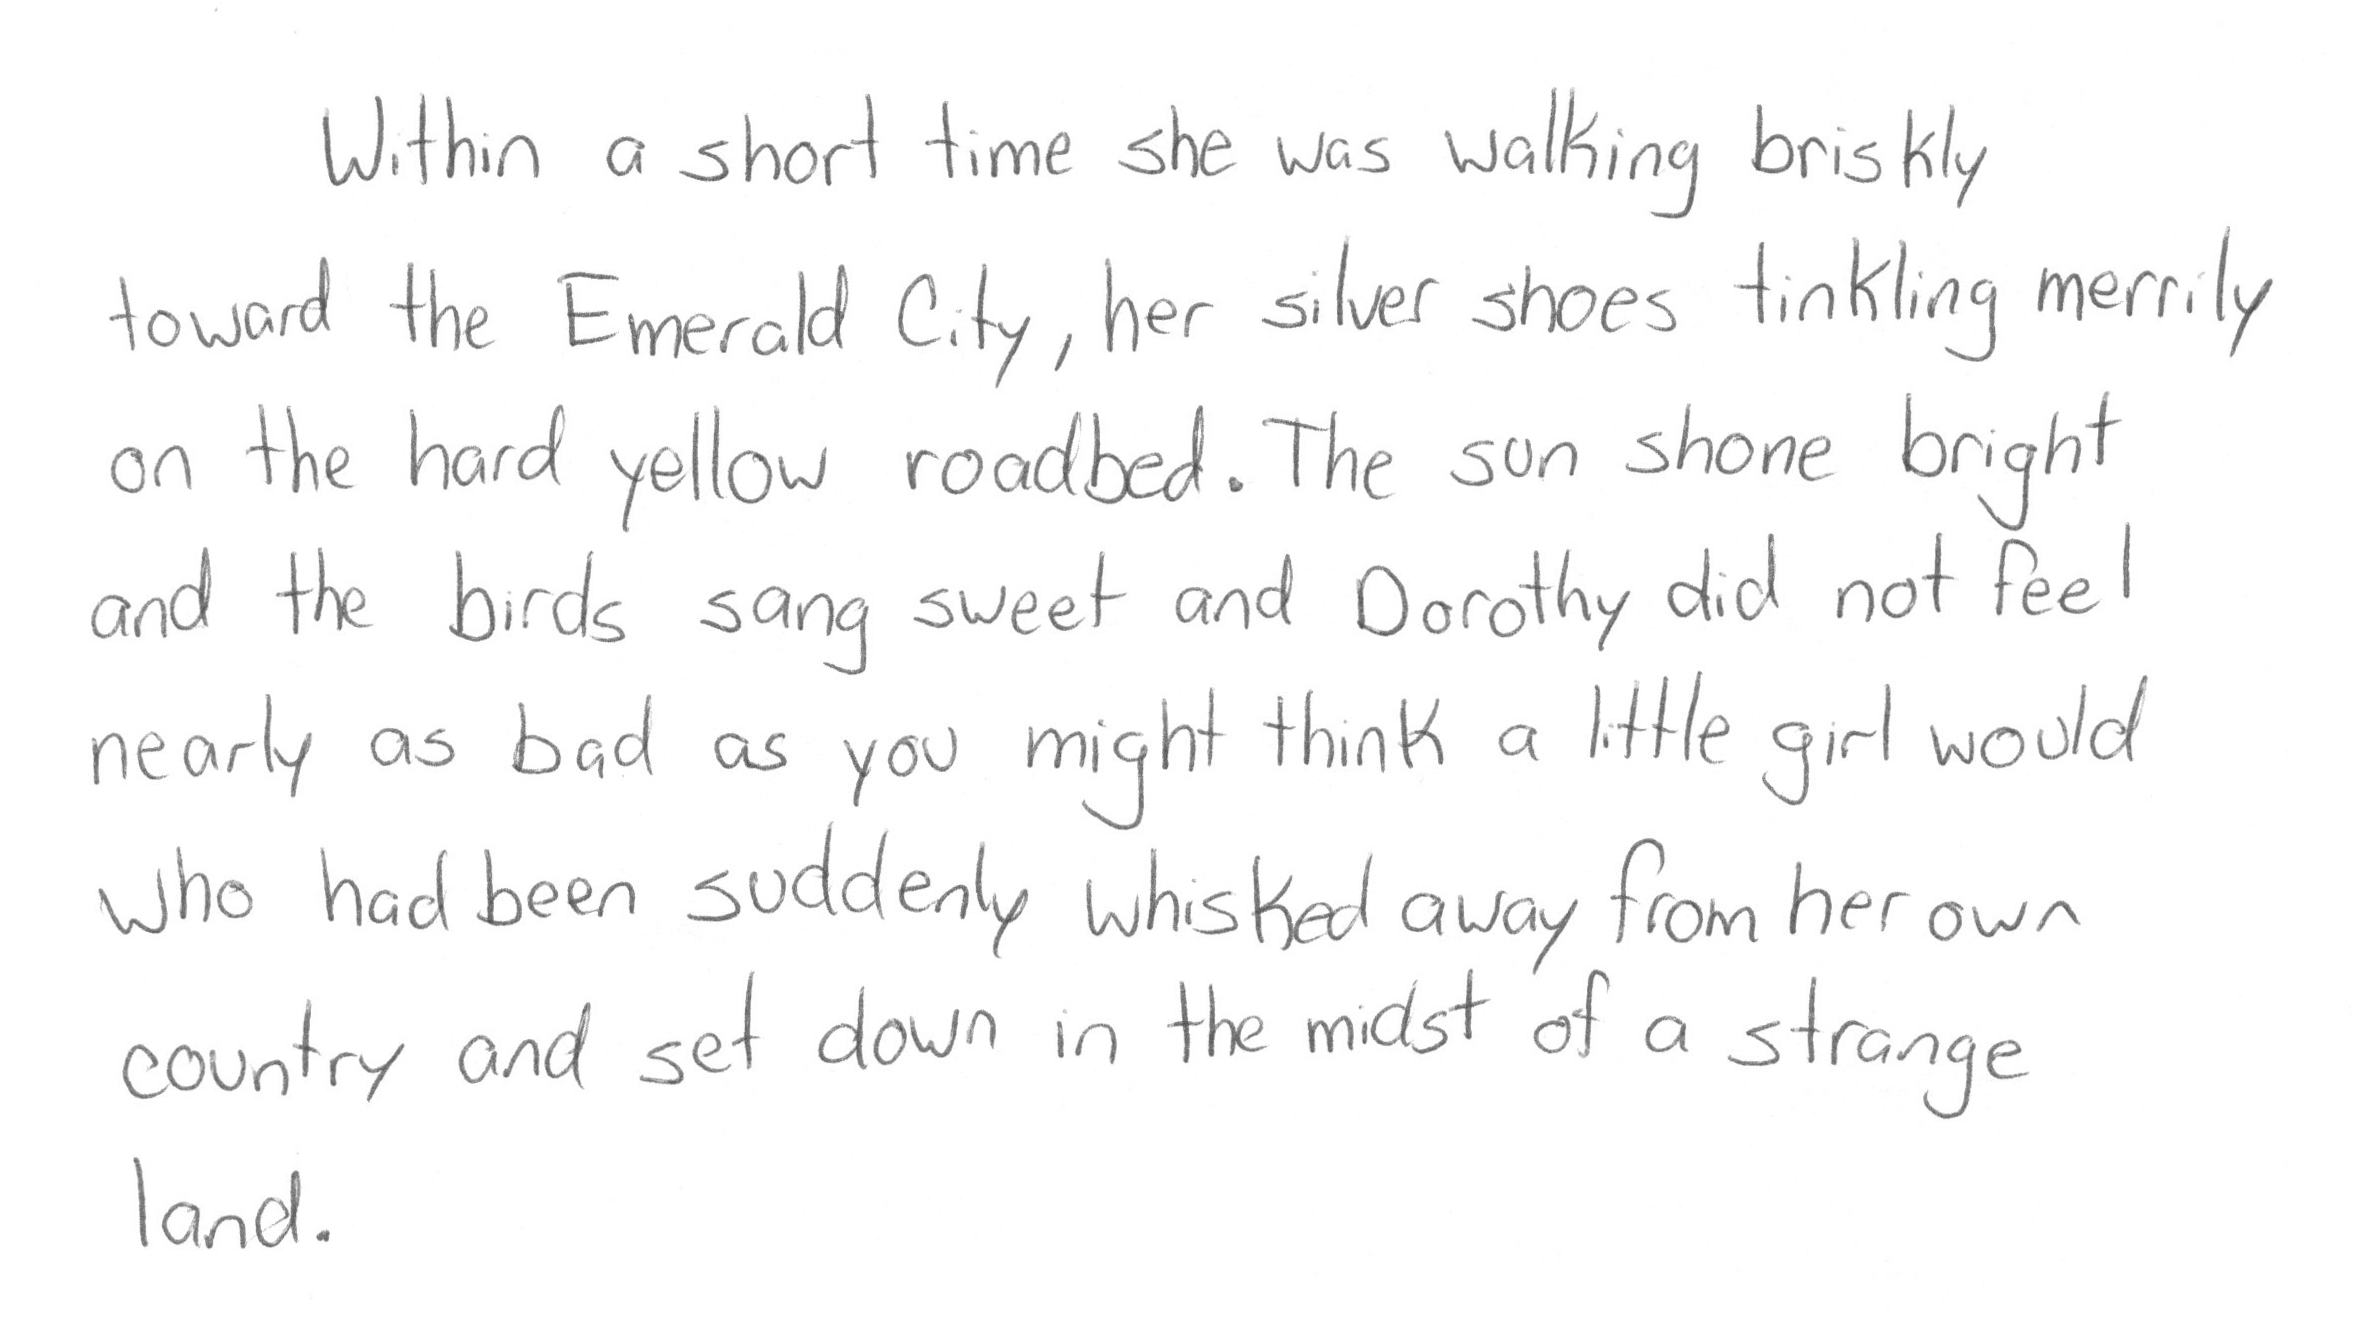 Within a short time she was walking briskly
toward the Emerald City, her silver shoes tinkling merrily
on the hard yellow roadbed. The sun shone bright
and the birds sang sweet and Dorothy did not feel
nearly as bad as you might think a little girl would
who had been suddenly whisked away from her own
country and set down in the midst of a strange
land.